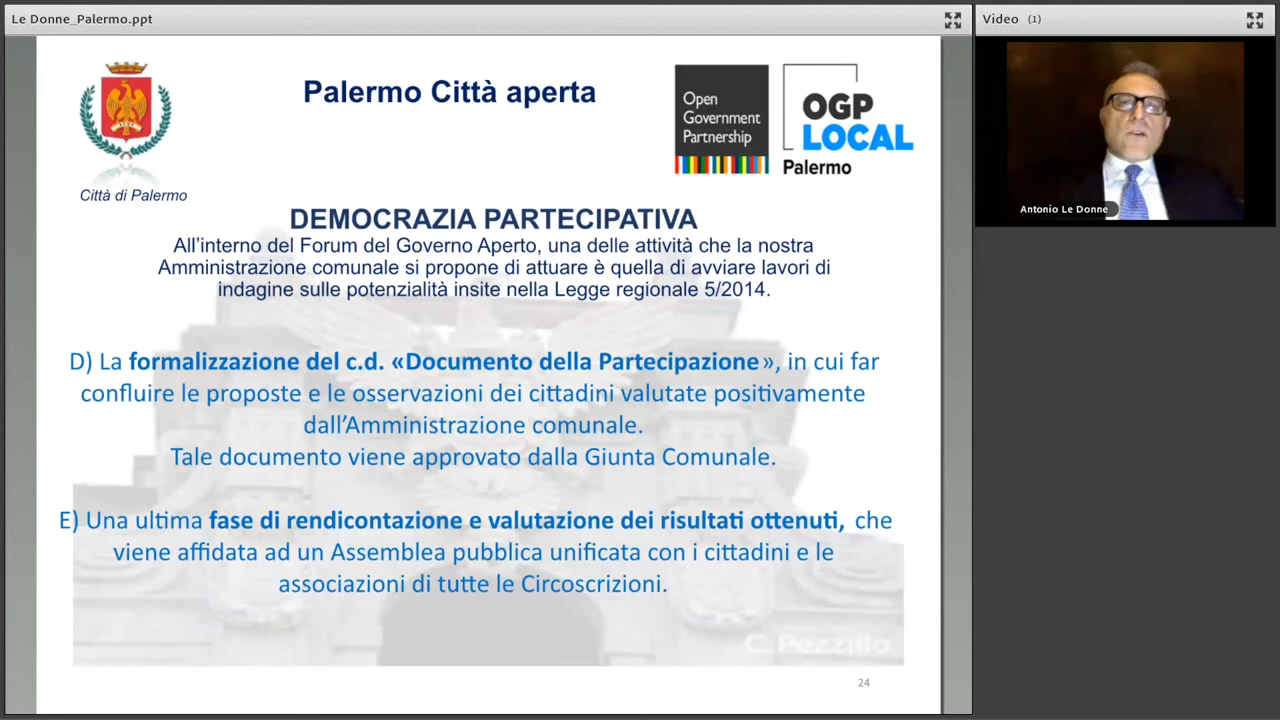 Le Donne_Palermo.ppt
Video (1)
Palermo Città aperta
Open
Government
Partnership
OGP
LOCAL
Palermo
Città di Palermo
Antonio Le Donne
DEMOCRAZIA PARTECIPATIVA
All’interno del Forum del Governo Aperto, una delle attività che la nostra
Amministrazione comunale si propone di attuare è quella di avviare lavori di
indagine sulle potenzialità insite nella Legge regionale 5/2014.
D) La formalizzazione del c.d. «Documento della Partecipazione», in cui far
confluire le proposte e le osservazioni dei cittadini valutate positivamente
dall’Amministrazione comunale.
Tale documento viene approvato dalla Giunta Comunale.
E) Una ultima fase di rendicontazione e valutazione dei risultati ottenuti, che
viene affidata ad un Assemblea pubblica unificata con i cittadini e le
associazioni di tutte le Circoscrizioni.
C. Pezzilla
24